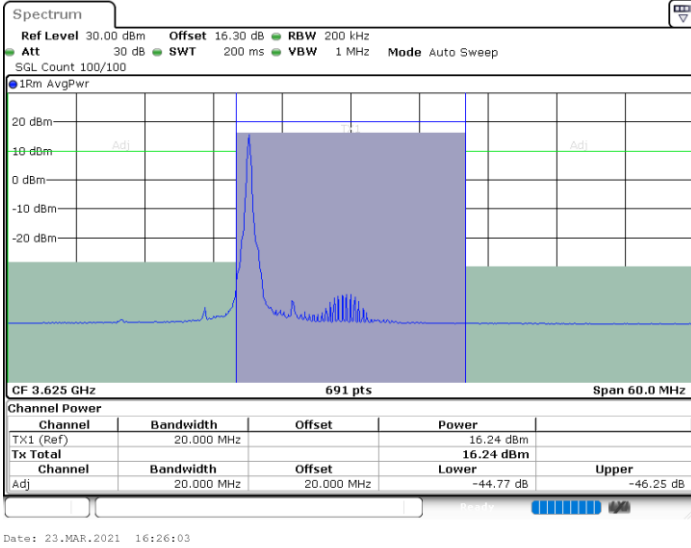 Spectrum
Ref Level 30.00 dBm Offset 16.30 dB RBW 200 kHz
Att 30 dB SWT 200 ms VBW 1 MHz Mode Auto Sweep
SGL Count 100/100
1Rm AvgPwr
20 dBm
TX1
Adj
Adj
10 dBm
0 dBm
-10 dBm
-20 dBm
CF 3.625 GHz 691 pts Span 60.0 MHz
Channel Power
Channel Bandwidth Offset Power
TX1 (Ref) 20.000 MHz 16.24 dBm
Tx Total 16.24 dBm
Channel Bandwidth Offset Lower Upper
Adj 20.000 MHz 20.000 MHz -44.77 dB -46.25 dB
Ready
Date: 23.MAR.2021 16:26:03